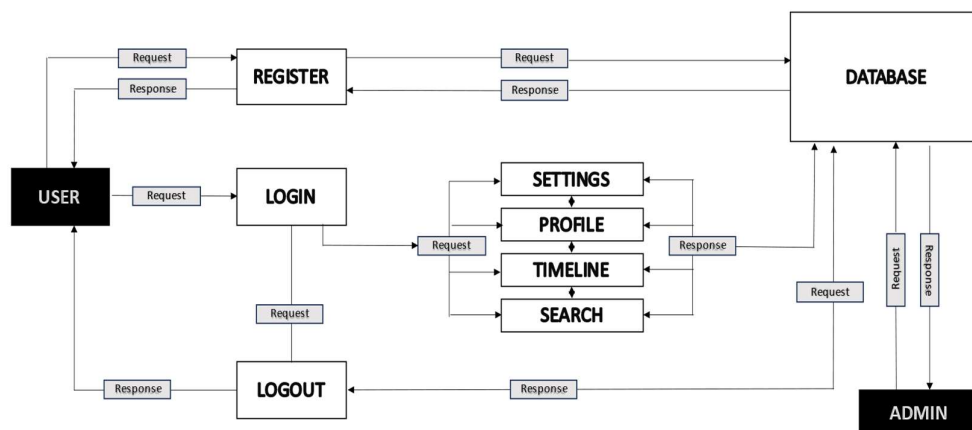 Request
REGISTER
Request
DATABASE
Response
Response
USER
Request
LOGIN
SETTINGS
PROFILE
Request
Response
TIMELINE
SEARCH
Request
Request
Request
Response
Response
LOGOUT
Response
ADMIN